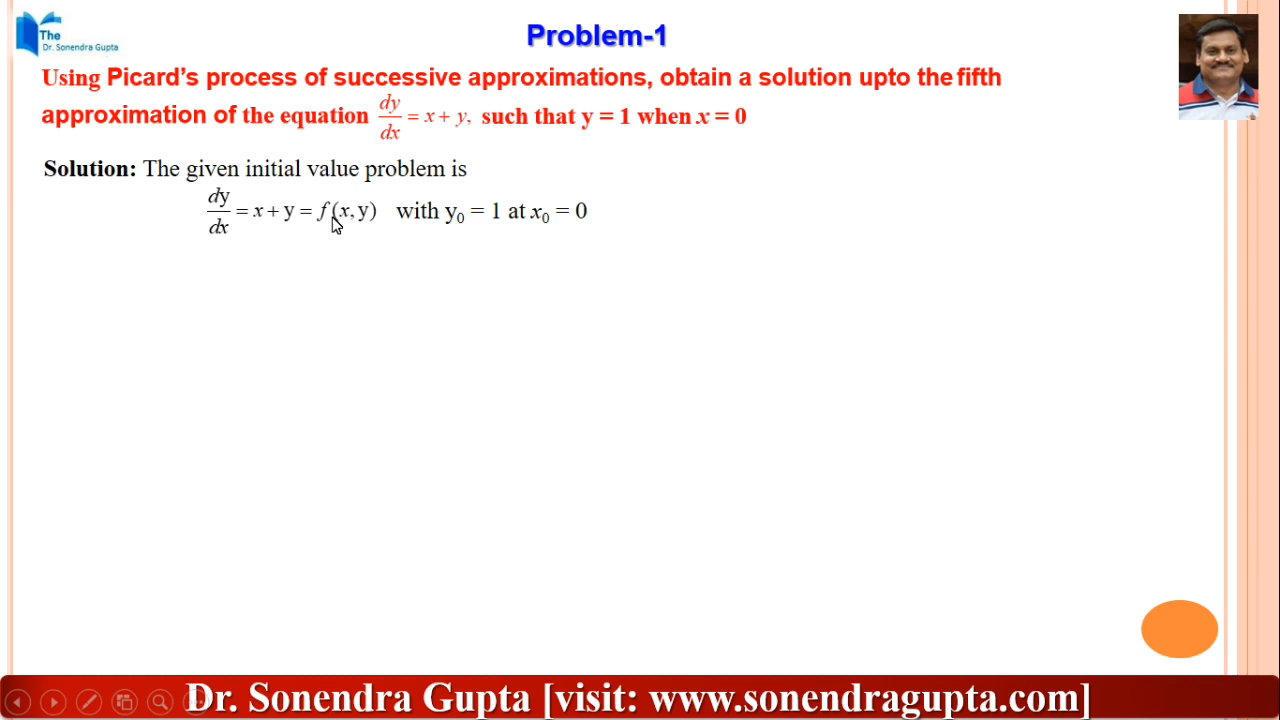 The
Dr. Sonendra Gupta
Problem-1
Using Picard's process of successive approximations, obtain a solution upto the fifth
approximation of the equation dy/dx = x + y, such that y = 1 when x = 0
Solution: The given initial value problem is
dy/dx = x + y = f(x, y) with y₀ = 1 at x₀ = 0
Dr. Sonendra Gupta [visit: www.sonendragupta.com]